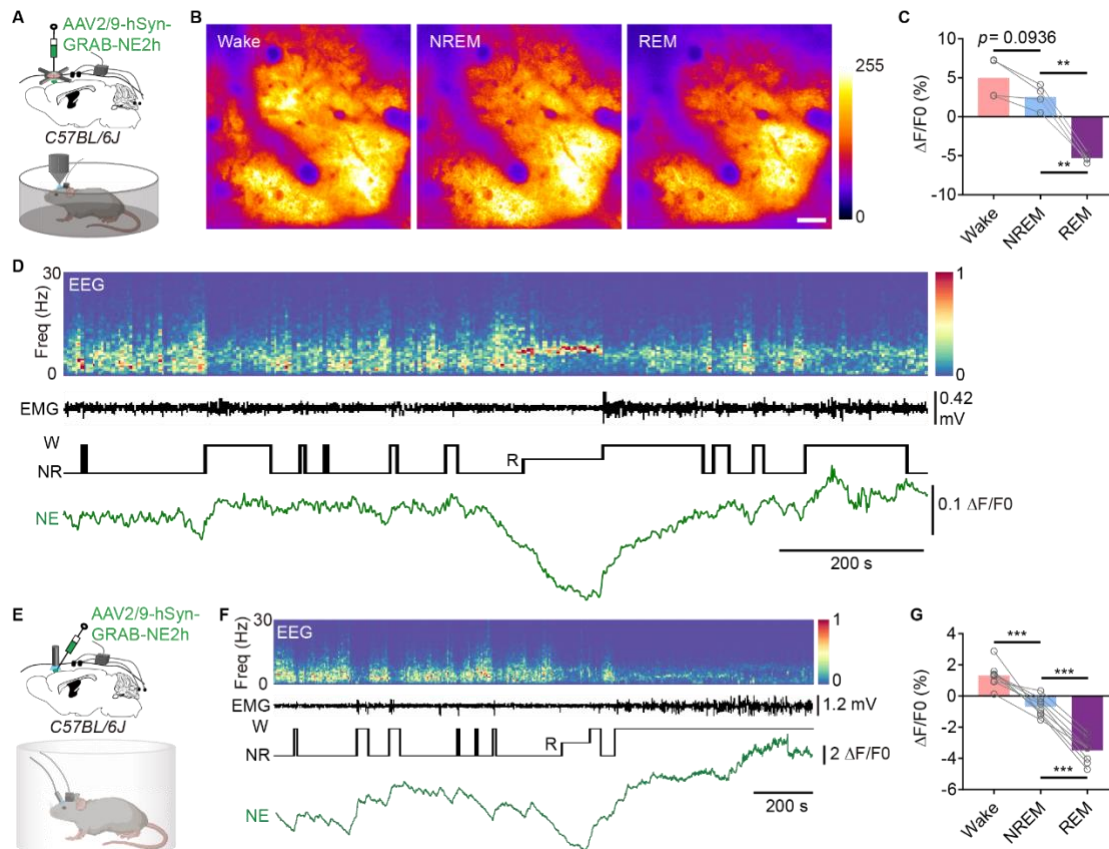 A
AAV2/9-hSyn-
GRAB-NE2h
C57BL/6J
B
Wake
NREM
REM
255
0
C
p = 0.0936
**
**
ΔF/F0 (%)
10
5
0
-5
-10
Wake
NREM
REM
D
EEG
Freq (Hz)
30
0
1
0
EMG
0.42
mV
W
NR
R
NE
0.1 ΔF/F0
200 s
E
AAV2/9-hSyn-
GRAB-NE2h
C57BL/6J
F
EEG
Freq (Hz)
30
0
1
0
EMG
1.2 mV
W
NR
R
2 ΔF/F0
NE
200 s
G
***
***
***
ΔF/F0 (%)
4
2
0
-2
-4
-6
Wake
NREM
REM